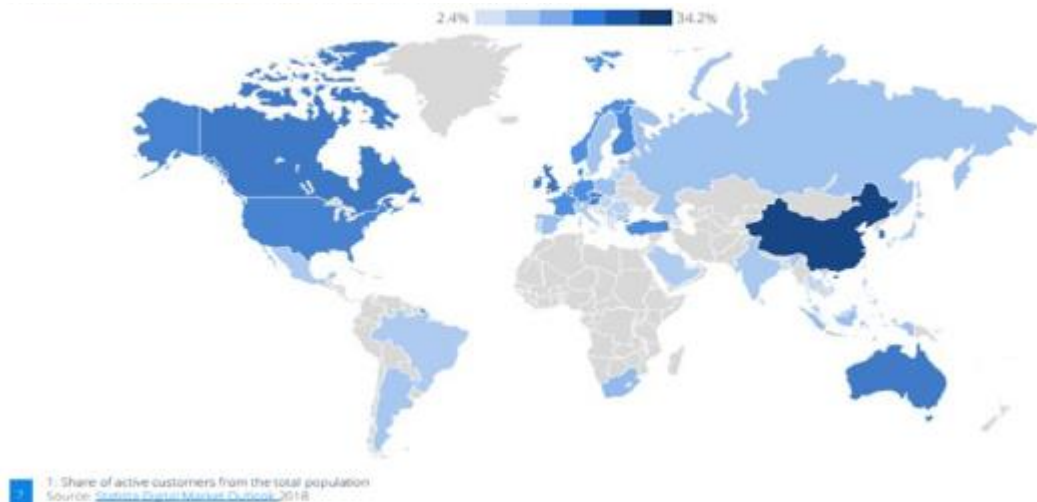 2.4% 34.2%
1: Share of active customers from the total population
2 Source: Statista Digital Market Outlook 2018